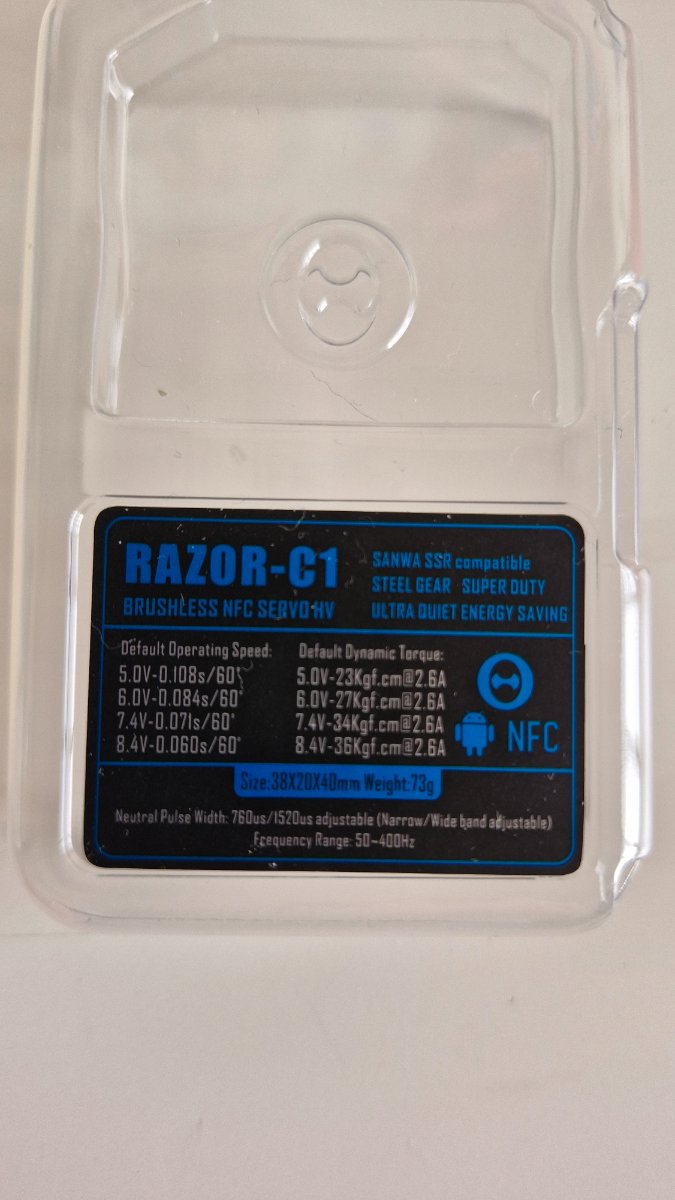 RAZOR-C1
BRUSHLESS NFC SERVO HV
SANWA SSR compatible
STEEL GEAR SUPER DUTY
ULTRA QUIET ENERGY SAVING
Default Operating Speed:
5.0V-0.108s/60°
6.0V-0.084s/60°
7.4V-0.071s/60°
8.4V-0.060s/60°
Default Dynamic Torque:
5.0V-23Kgf.cm@2.6A
6.0V-27Kgf.cm@2.6A
7.4V-34Kgf.cm@2.6A
8.4V-36Kgf.cm@2.6A
NFC
Size:38X20X40mm Weight:73g
Neutral Pulse Width: 760us/1520us adjustable (Narrow/Wide band adjustable)
Frequency Range: 50~400Hz